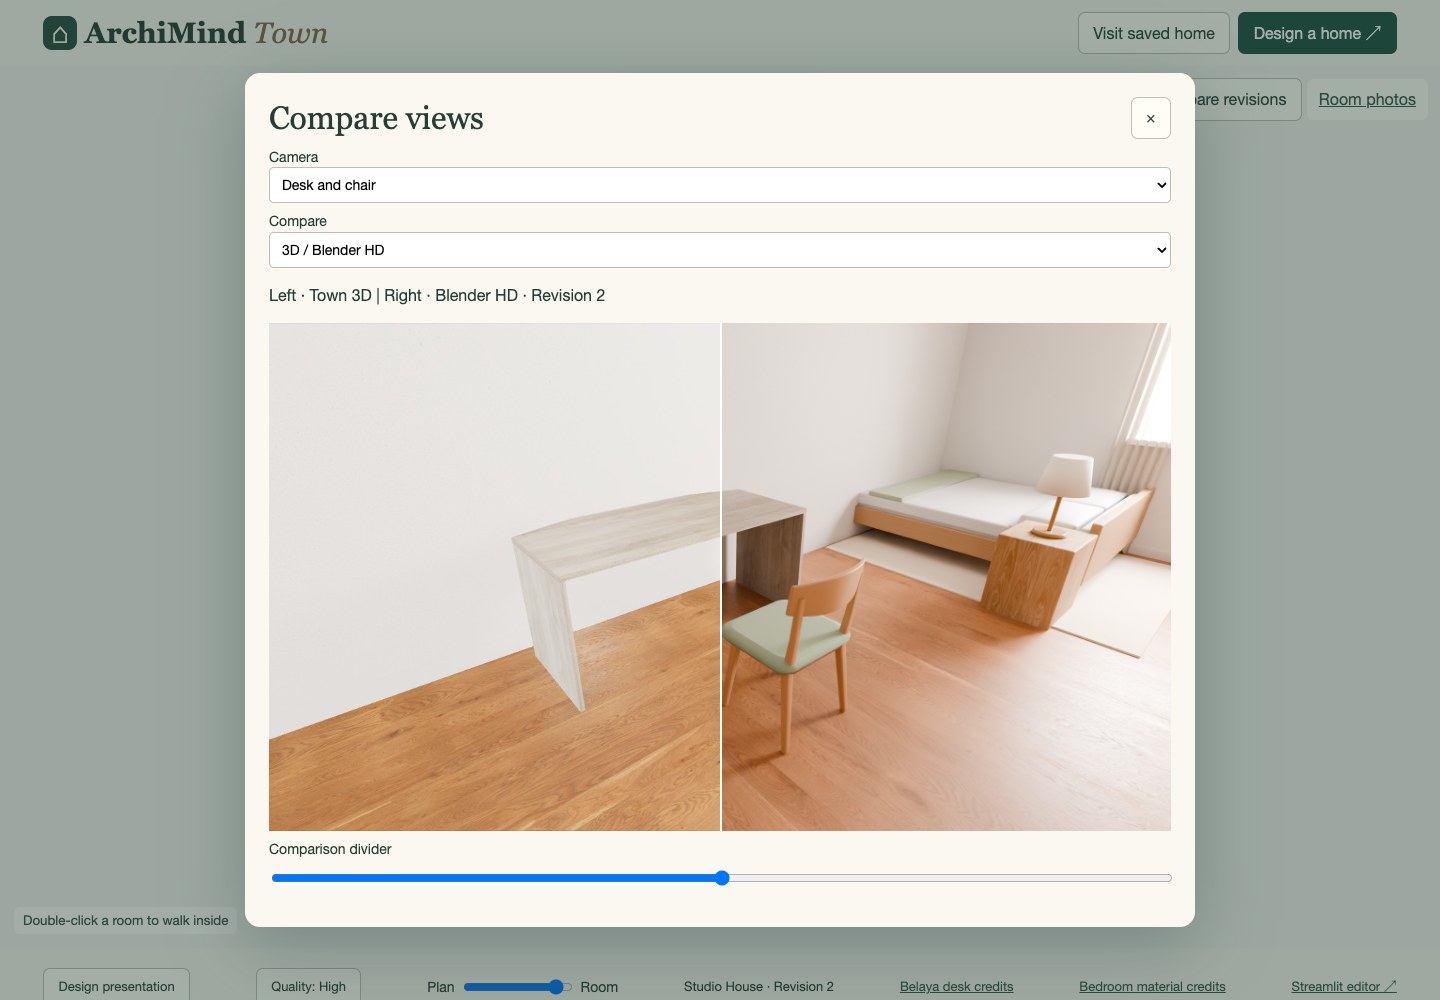 ArchiMind Town
Visit saved home
Design a home ↗
are revisions
Room photos
Compare views
×
Camera
Desk and chair
Compare
3D / Blender HD
Left · Town 3D | Right · Blender HD · Revision 2
Comparison divider
Double-click a room to walk inside
Design presentation
Quality: High
Plan
Room
Studio House · Revision 2
Belaya desk credits
Bedroom material credits
Streamlit editor ↗